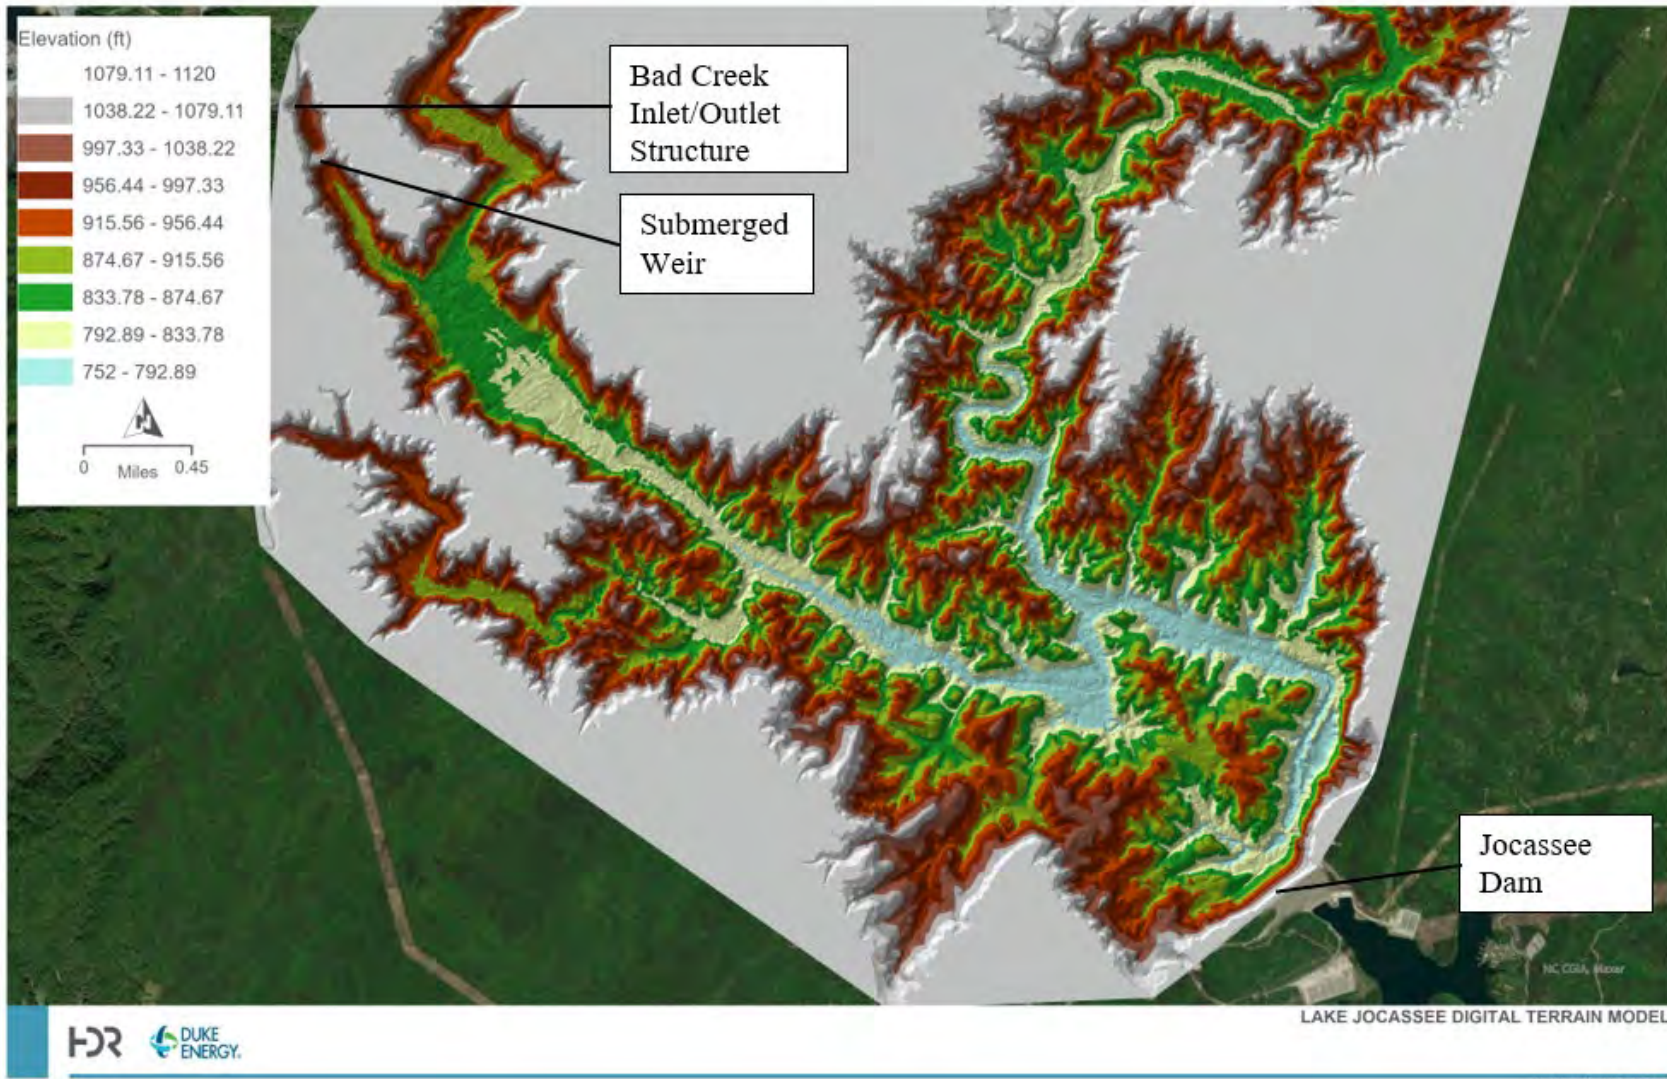 Elevation (ft)
1079.11 - 1120
1038.22 - 1079.11
997.33 - 1038.22
956.44 - 997.33
915.56 - 956.44
874.67 - 915.56
833.78 - 874.67
792.89 - 833.78
752 - 792.89
N
0 Miles 0.45
Bad Creek
Inlet/Outlet
Structure
Submerged
Weir
Jocassee
Dam
NC CGIA, Maxar
LAKE JOCASSEE DIGITAL TERRAIN MODEL
HDR
DUKE
ENERGY.